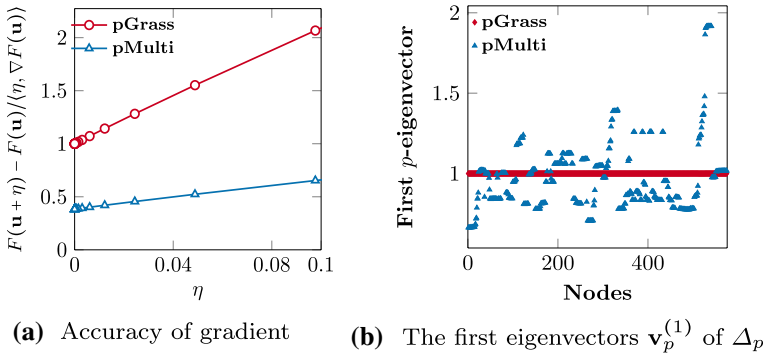 F(u+η) − F(u)/⟨η, ∇F(u)⟩
2
1.5
1
0.5
0
pGrass
pMulti
0 0.04 0.08 0.1
η
(a) Accuracy of gradient
First p-eigenvector
2
1.5
1
pGrass
pMulti
0 200 400
Nodes
(b) The first eigenvectors v_p^(1) of Δ_p